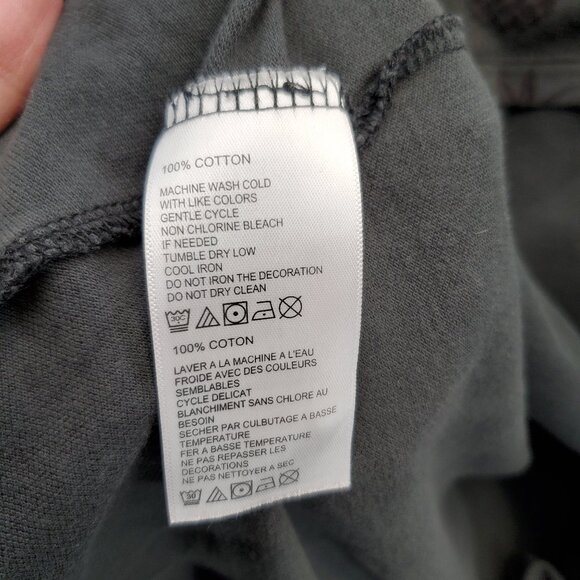 100% COTTON
MACHINE WASH COLD
WITH LIKE COLORS
GENTLE CYCLE
NON CHLORINE BLEACH
IF NEEDED
TUMBLE DRY LOW
COOL IRON
DO NOT IRON THE DECORATION
DO NOT DRY CLEAN
30C
100% COTON
LAVER A LA MACHINE A L'EAU
FROIDE AVEC DES COULEURS
SEMBLABLES
CYCLE DELICAT
BLANCHIMENT SANS CHLORE AU
BESOIN
SECHER PAR CULBUTAGE A BASSE
TEMPERATURE
FER A BASSE TEMPERATURE
NE PAS REPASSER LES
DECORATIONS
NE PAS NETTOYER A SEC